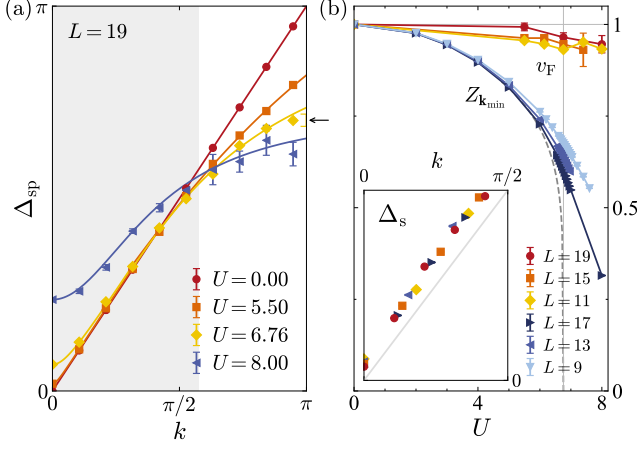 (a)
π
L = 19
Δsp
0
0
π/2
π
k
U = 0.00
U = 5.50
U = 6.76
U = 8.00
←
(b)
1
0.5
0
vF
Zkmin
0
k
π/2
Δs
0
L = 19
L = 15
L = 11
L = 17
L = 13
L = 9
0
4
8
U